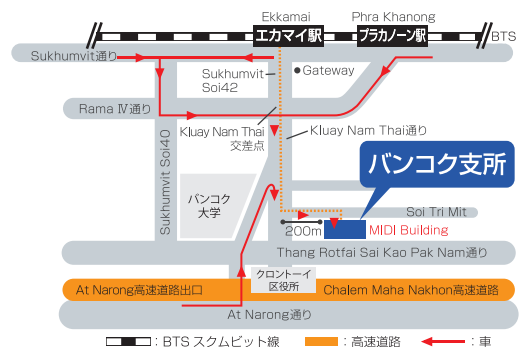 Ekkamai
Phra Khanong
エカマイ駅
プラカノーン駅
BTS
Sukhumvit通り
Sukhumvit
Soi42
Gateway
Rama Ⅳ通り
Kluay Nam Thai
交差点
Kluay Nam Thai通り
Sukhumvit Soi40
バンコク支所
バンコク
大学
Soi Tri Mit
200m
MIDI Building
Thang Rotfai Sai Kao Pak Nam通り
クロントーイ
区役所
At Narong高速道路出口
Chalem Maha Nakhon高速道路
At Narong通り
：BTS スクムビット線
：高速道路
：車